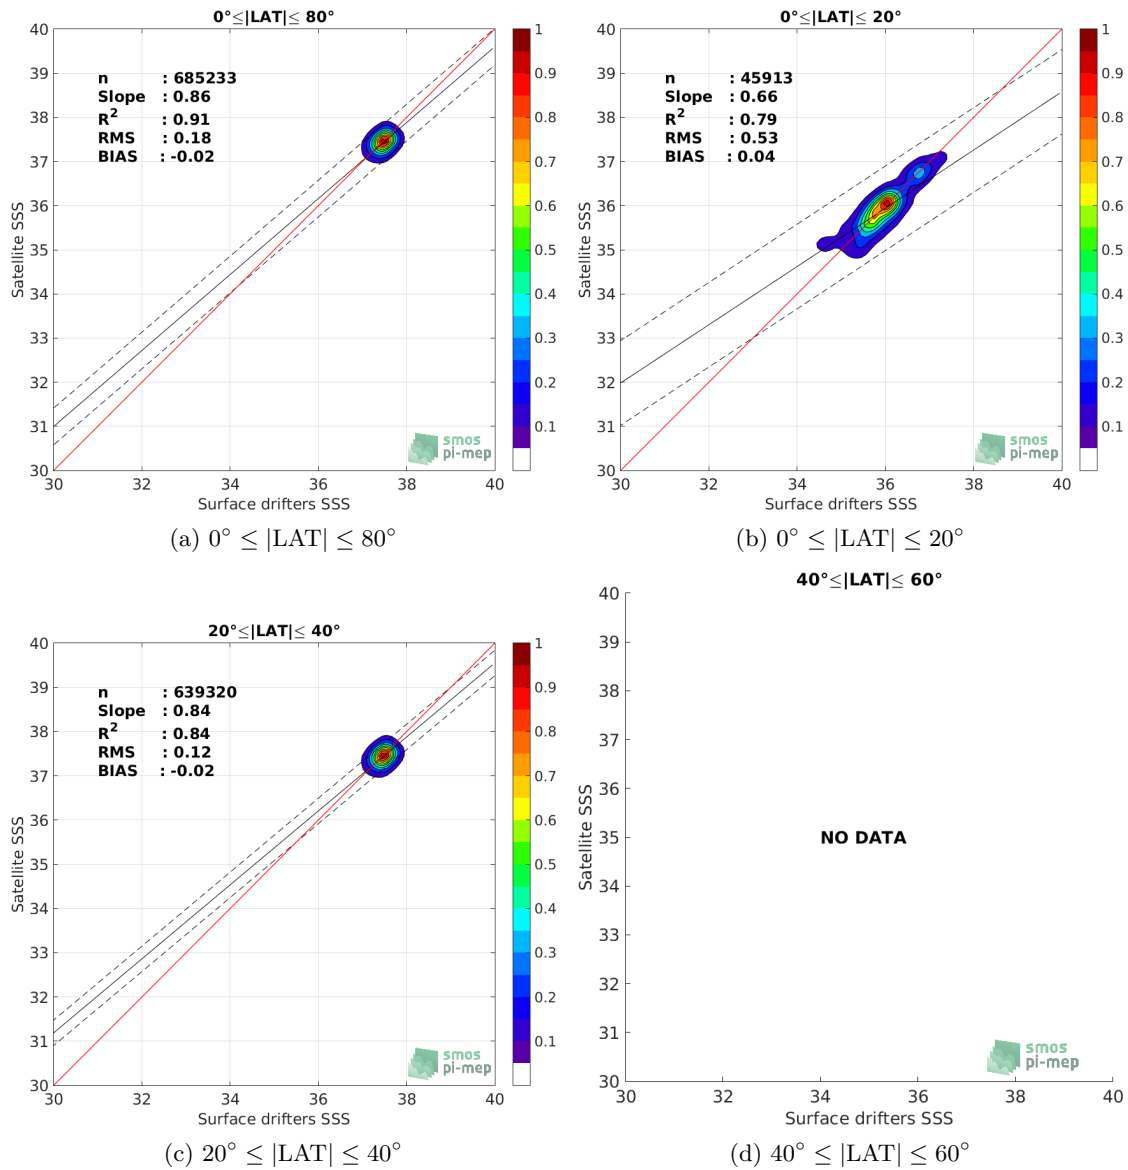 0°≤|LAT|≤ 80°
n : 685233
Slope : 0.86
R² : 0.91
RMS : 0.18
BIAS : -0.02
40
39
38
37
36
35
34
33
32
31
30
Satellite SSS
30 32 34 36 38 40
Surface drifters SSS
1
0.9
0.8
0.7
0.6
0.5
0.4
0.3
0.2
0.1
smos
pi-mep
(a) 0° ≤ |LAT| ≤ 80°
0°≤|LAT|≤ 20°
n : 45913
Slope : 0.66
R² : 0.79
RMS : 0.53
BIAS : 0.04
40
39
38
37
36
35
34
33
32
31
30
Satellite SSS
30 32 34 36 38 40
Surface drifters SSS
1
0.9
0.8
0.7
0.6
0.5
0.4
0.3
0.2
0.1
smos
pi-mep
(b) 0° ≤ |LAT| ≤ 20°
20°≤|LAT|≤ 40°
n : 639320
Slope : 0.84
R² : 0.84
RMS : 0.12
BIAS : -0.02
40
39
38
37
36
35
34
33
32
31
30
Satellite SSS
30 32 34 36 38 40
Surface drifters SSS
1
0.9
0.8
0.7
0.6
0.5
0.4
0.3
0.2
0.1
smos
pi-mep
(c) 20° ≤ |LAT| ≤ 40°
40°≤|LAT|≤ 60°
40
39
38
37
36
35
34
33
32
31
30
Satellite SSS
NO DATA
30 32 34 36 38 40
Surface drifters SSS
smos
pi-mep
(d) 40° ≤ |LAT| ≤ 60°